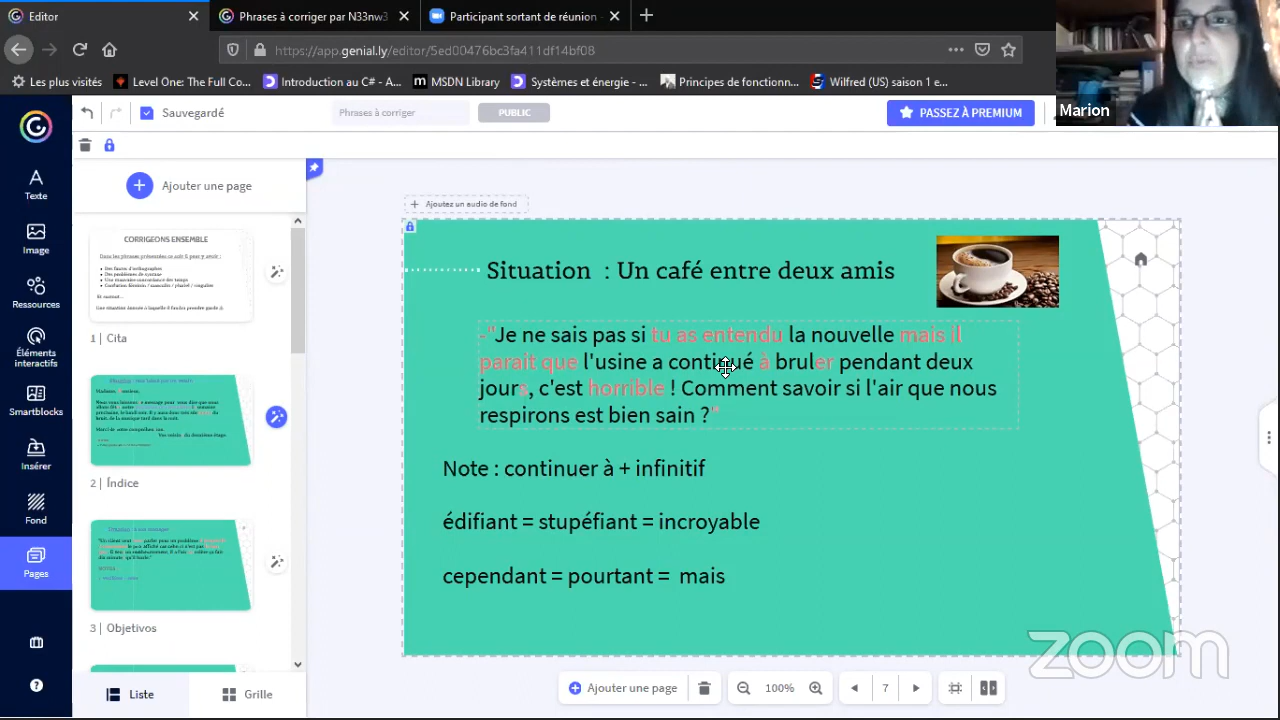 Editor
Phrases à corriger par N33nw3
Participant sortant de réunion -
https://app.genial.ly/editor/5ed00476bc3fa411df14bf08
Les plus visités
Level One: The Full Co...
Introduction au C# - A...
MSDN Library
Systèmes et énergie - ...
Principes de fonction...
Wilfred (US) saison 1 e...
Marion
Sauvegardé
Phrases à corriger
PUBLIC
PASSEZ À PREMIUM
Texte
Image
Ressources
Éléments
interactifs
Smartblocks
Insérer
Fond
Pages
Ajouter une page
CORRIGEONS ENSEMBLE
1 | Cita
2 | Índice
3 | Objetivos
Liste
Grille
Ajoutez un audio de fond
Situation : Un café entre deux amis
-"Je ne sais pas si tu as entendu la nouvelle mais il
parait que l'usine a continué à bruler pendant deux
jours, c'est horrible ! Comment savoir si l'air que nous
respirons est bien sain ?"
Note : continuer à + infinitif
édifiant = stupéfiant = incroyable
cependant = pourtant = mais
zoom
Ajouter une page
100%
7